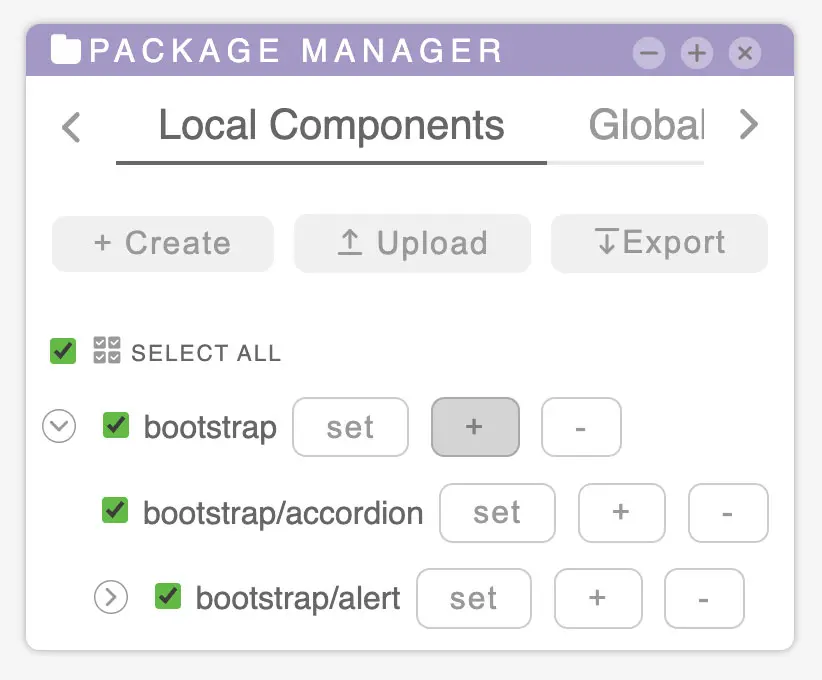 PACKAGE MANAGER
Local Components Global
+ Create Upload Export
SELECT ALL
bootstrap set + -
bootstrap/accordion set + -
bootstrap/alert set + -